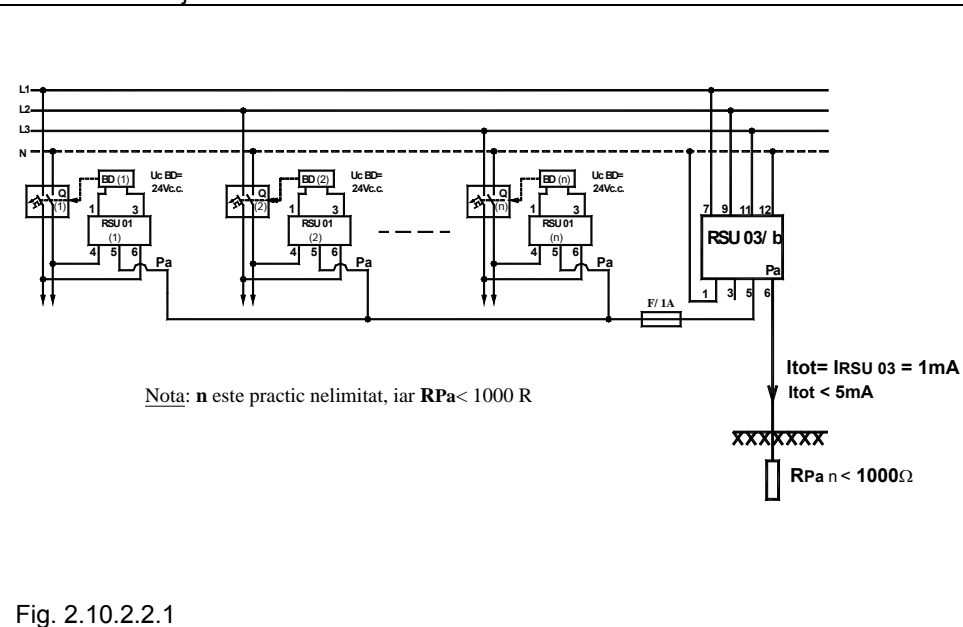 L1
L2
L3
N
BD (1)
Uc BD=
24Vc.c.
Q
(1)
1 3
RSU 01
(1)
4 5 6
Pa
BD (2)
Uc BD=
24Vc.c.
Q
(2)
1 3
RSU 01
(2)
4 5 6
Pa
BD (n)
Uc BD=
24Vc.c.
Q
(n)
1 3
RSU 01
(n)
4 5 6
Pa
7 9 11 12
RSU 03/ b
Pa
1 3 5 6
F/ 1A
Itot= IRSU 03 = 1mA
Itot < 5mA
Nota: n este practic nelimitat, iar RPa< 1000 R
RPa n < 1000Ω
Fig. 2.10.2.2.1